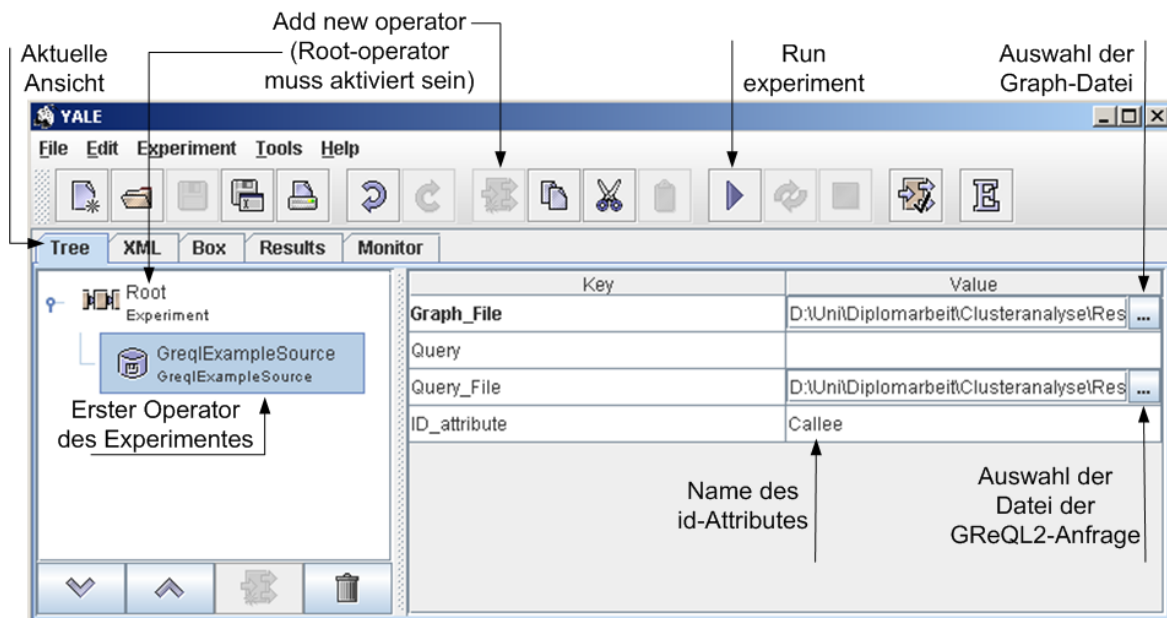 Add new operator
(Root-operator
muss aktiviert sein)
Aktuelle
Ansicht
Run
experiment
Auswahl der
Graph-Datei
YALE
File Edit Experiment Tools Help
E
Tree XML Box Results Monitor
Root
Experiment
GreqlExampleSource
GreqlExampleSource
Erster Operator
des Experimentes
Key Value
Graph_File D:\Uni\Diplomarbeit\Clusteranalyse\Res ...
Query
Query_File D:\Uni\Diplomarbeit\Clusteranalyse\Res ...
ID_attribute Callee
Name des
id-Attributes
Auswahl der
Datei der
GReQL2-Anfrage